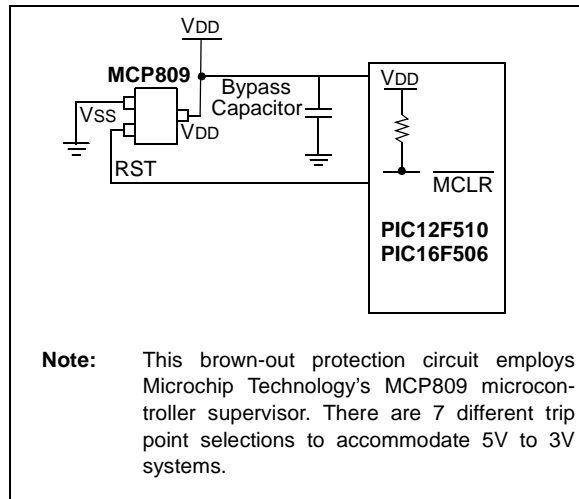 VDD
MCP809
Bypass
Capacitor
VDD
VSS
VDD
RST
MCLR
PIC12F510
PIC16F506
Note: This brown-out protection circuit employs
Microchip Technology's MCP809 microcon-
troller supervisor. There are 7 different trip
point selections to accommodate 5V to 3V
systems.